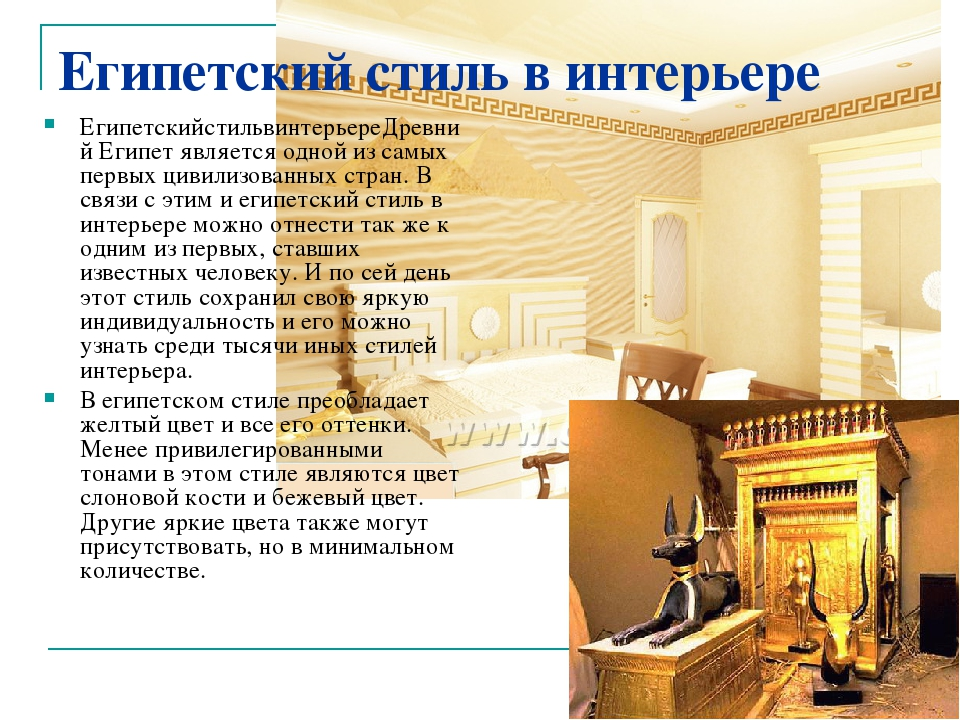 Египетский стиль в интерьере
ЕгипетскийстильвинтерьереДревни
й Египет является одной из самых
первых цивилизованных стран. В
связи с этим и египетский стиль в
интерьере можно отнести так же к
одним из первых, ставших
известных человеку. И по сей день
этот стиль сохранил свою яркую
индивидуальность и его можно
узнать среди тысячи иных стилей
интерьера.
В египетском стиле преобладает
желтый цвет и все его оттенки.
Менее привилегированными
тонами в этом стиле являются цвет
слоновой кости и бежевый цвет.
Другие яркие цвета также могут
присутствовать, но в минимальном
количестве.